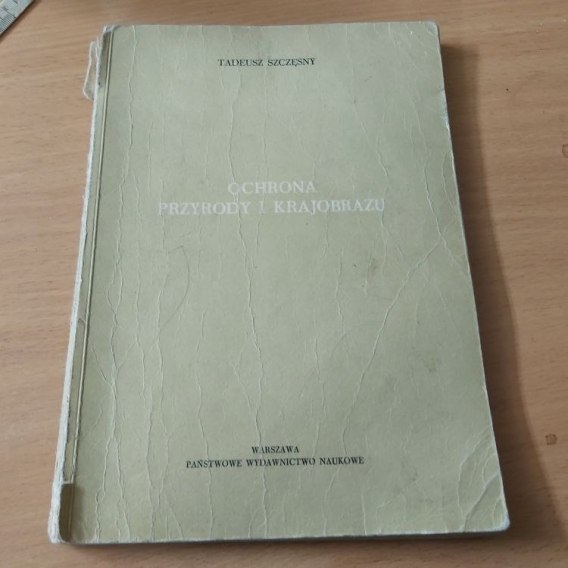 TADEUSZ SZCZĘSNY
OCHRONA
PRZYRODY I KRAJOBRAZU
WARSZAWA
PAŃSTWOWE WYDAWNICTWO NAUKOWE